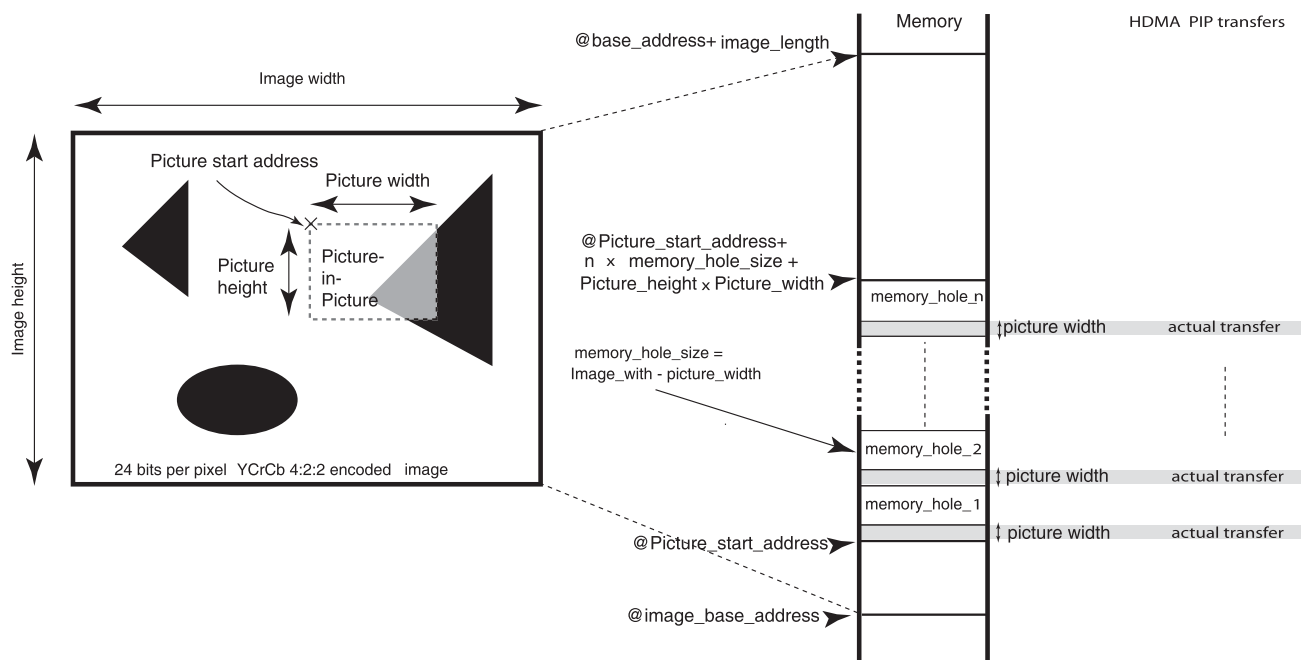 Memory
HDMA PIP transfers
@base_address+ image_length
Image width
Picture start address
Picture width
Image height
Picture
height
Picture-
in-
Picture
@Picture_start_address+
n x memory_hole_size +
Picture_height x Picture_width
memory_hole_n
picture width
actual transfer
memory_hole_size =
Image_with - picture_width
memory_hole_2
24 bits per pixel YCrCb 4:2:2 encoded image
picture width
actual transfer
memory_hole_1
picture width
actual transfer
@Picture_start_address
@image_base_address